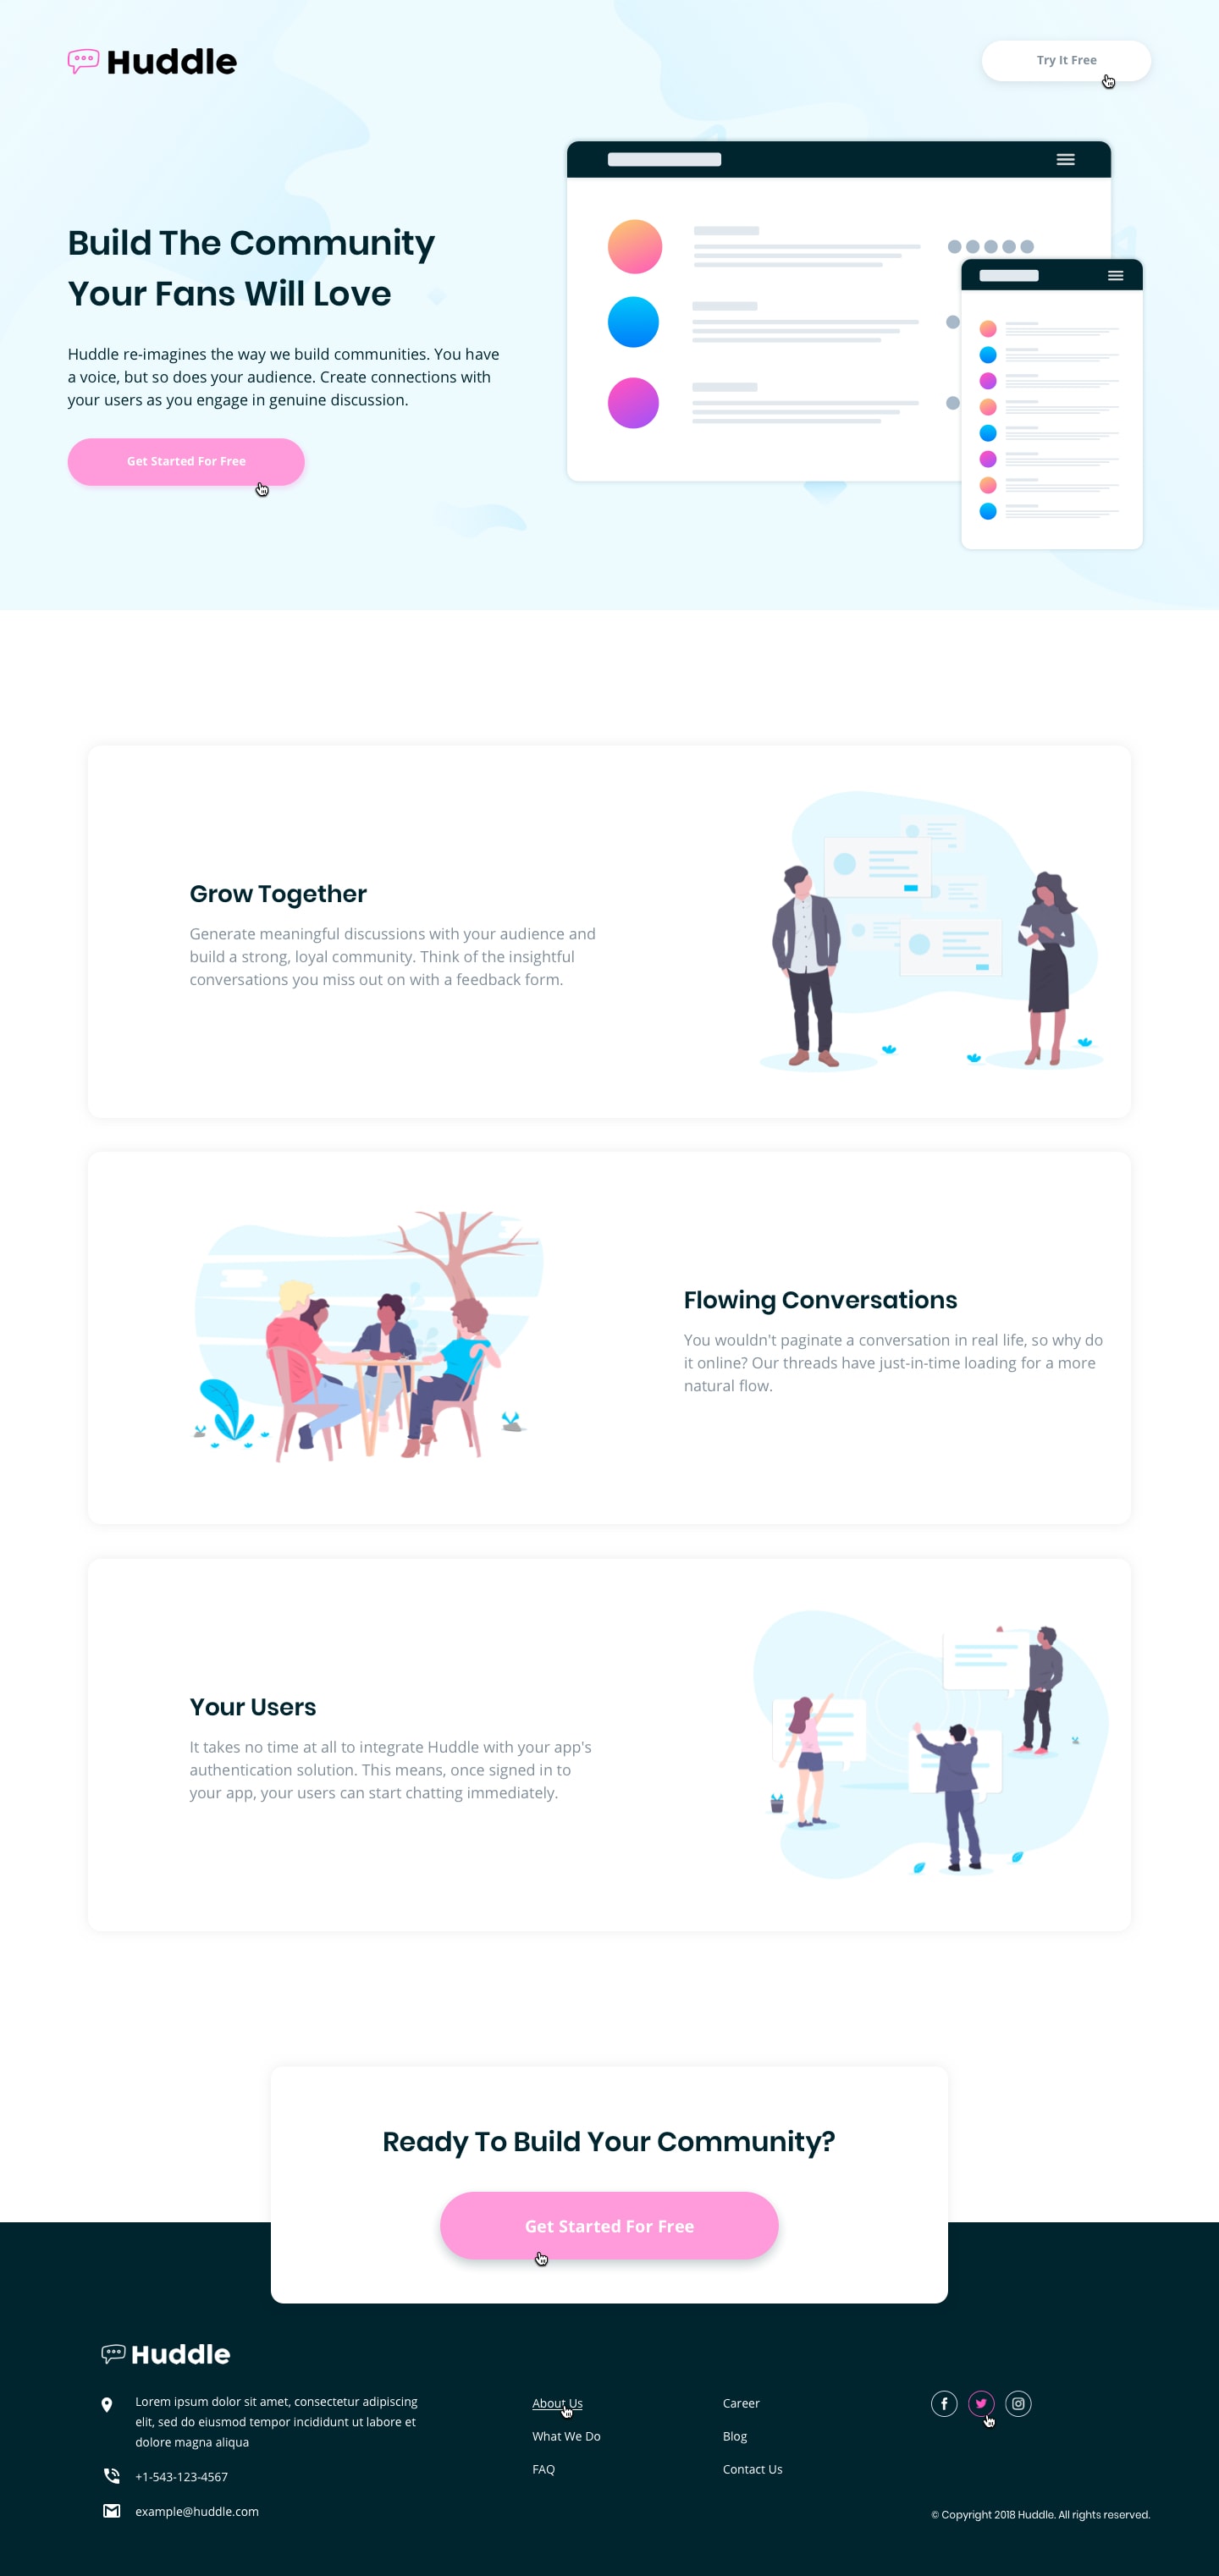 Huddle
Try It Free
Build The Community
Your Fans Will Love
Huddle re-imagines the way we build communities. You have
a voice, but so does your audience. Create connections with
your users as you engage in genuine discussion.
Get Started For Free
Grow Together
Generate meaningful discussions with your audience and
build a strong, loyal community. Think of the insightful
conversations you miss out on with a feedback form.
Flowing Conversations
You wouldn't paginate a conversation in real life, so why do
it online? Our threads have just-in-time loading for a more
natural flow.
Your Users
It takes no time at all to integrate Huddle with your app's
authentication solution. This means, once signed in to
your app, your users can start chatting immediately.
Ready To Build Your Community?
Get Started For Free
Huddle
Lorem ipsum dolor sit amet, consectetur adipiscing
elit, sed do eiusmod tempor incididunt ut labore et
dolore magna aliqua
+1-543-123-4567
example@huddle.com
About Us
What We Do
FAQ
Career
Blog
Contact Us
© Copyright 2018 Huddle. All rights reserved.